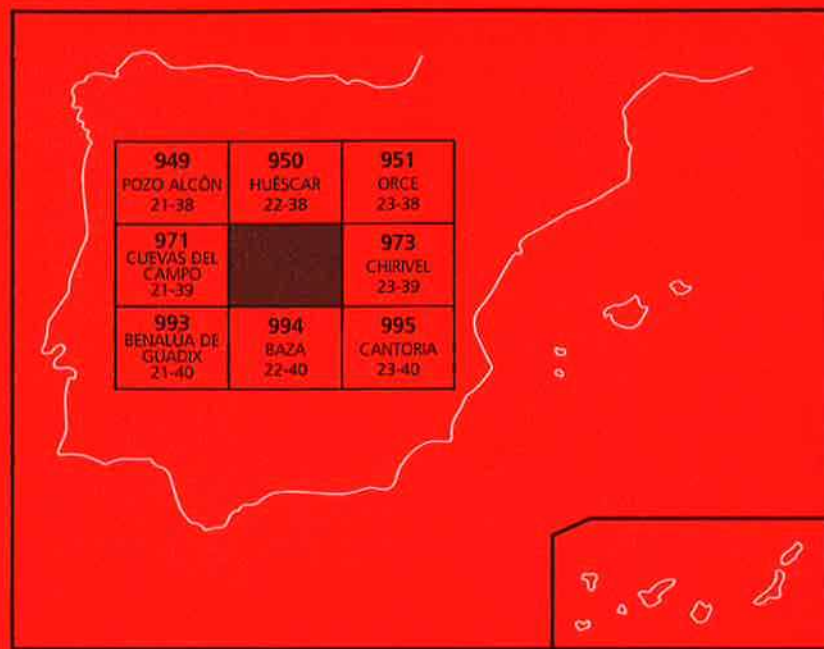 949
POZO ALCÓN
21-38
950
HUÉSCAR
22-38
951
ORCE
23-38
971
CUEVAS DEL
CAMPO
21-39
973
CHIRIVEL
23-39
993
BENALÚA DE
GUADIX
21-40
994
BAZA
22-40
995
CANTORIA
23-40